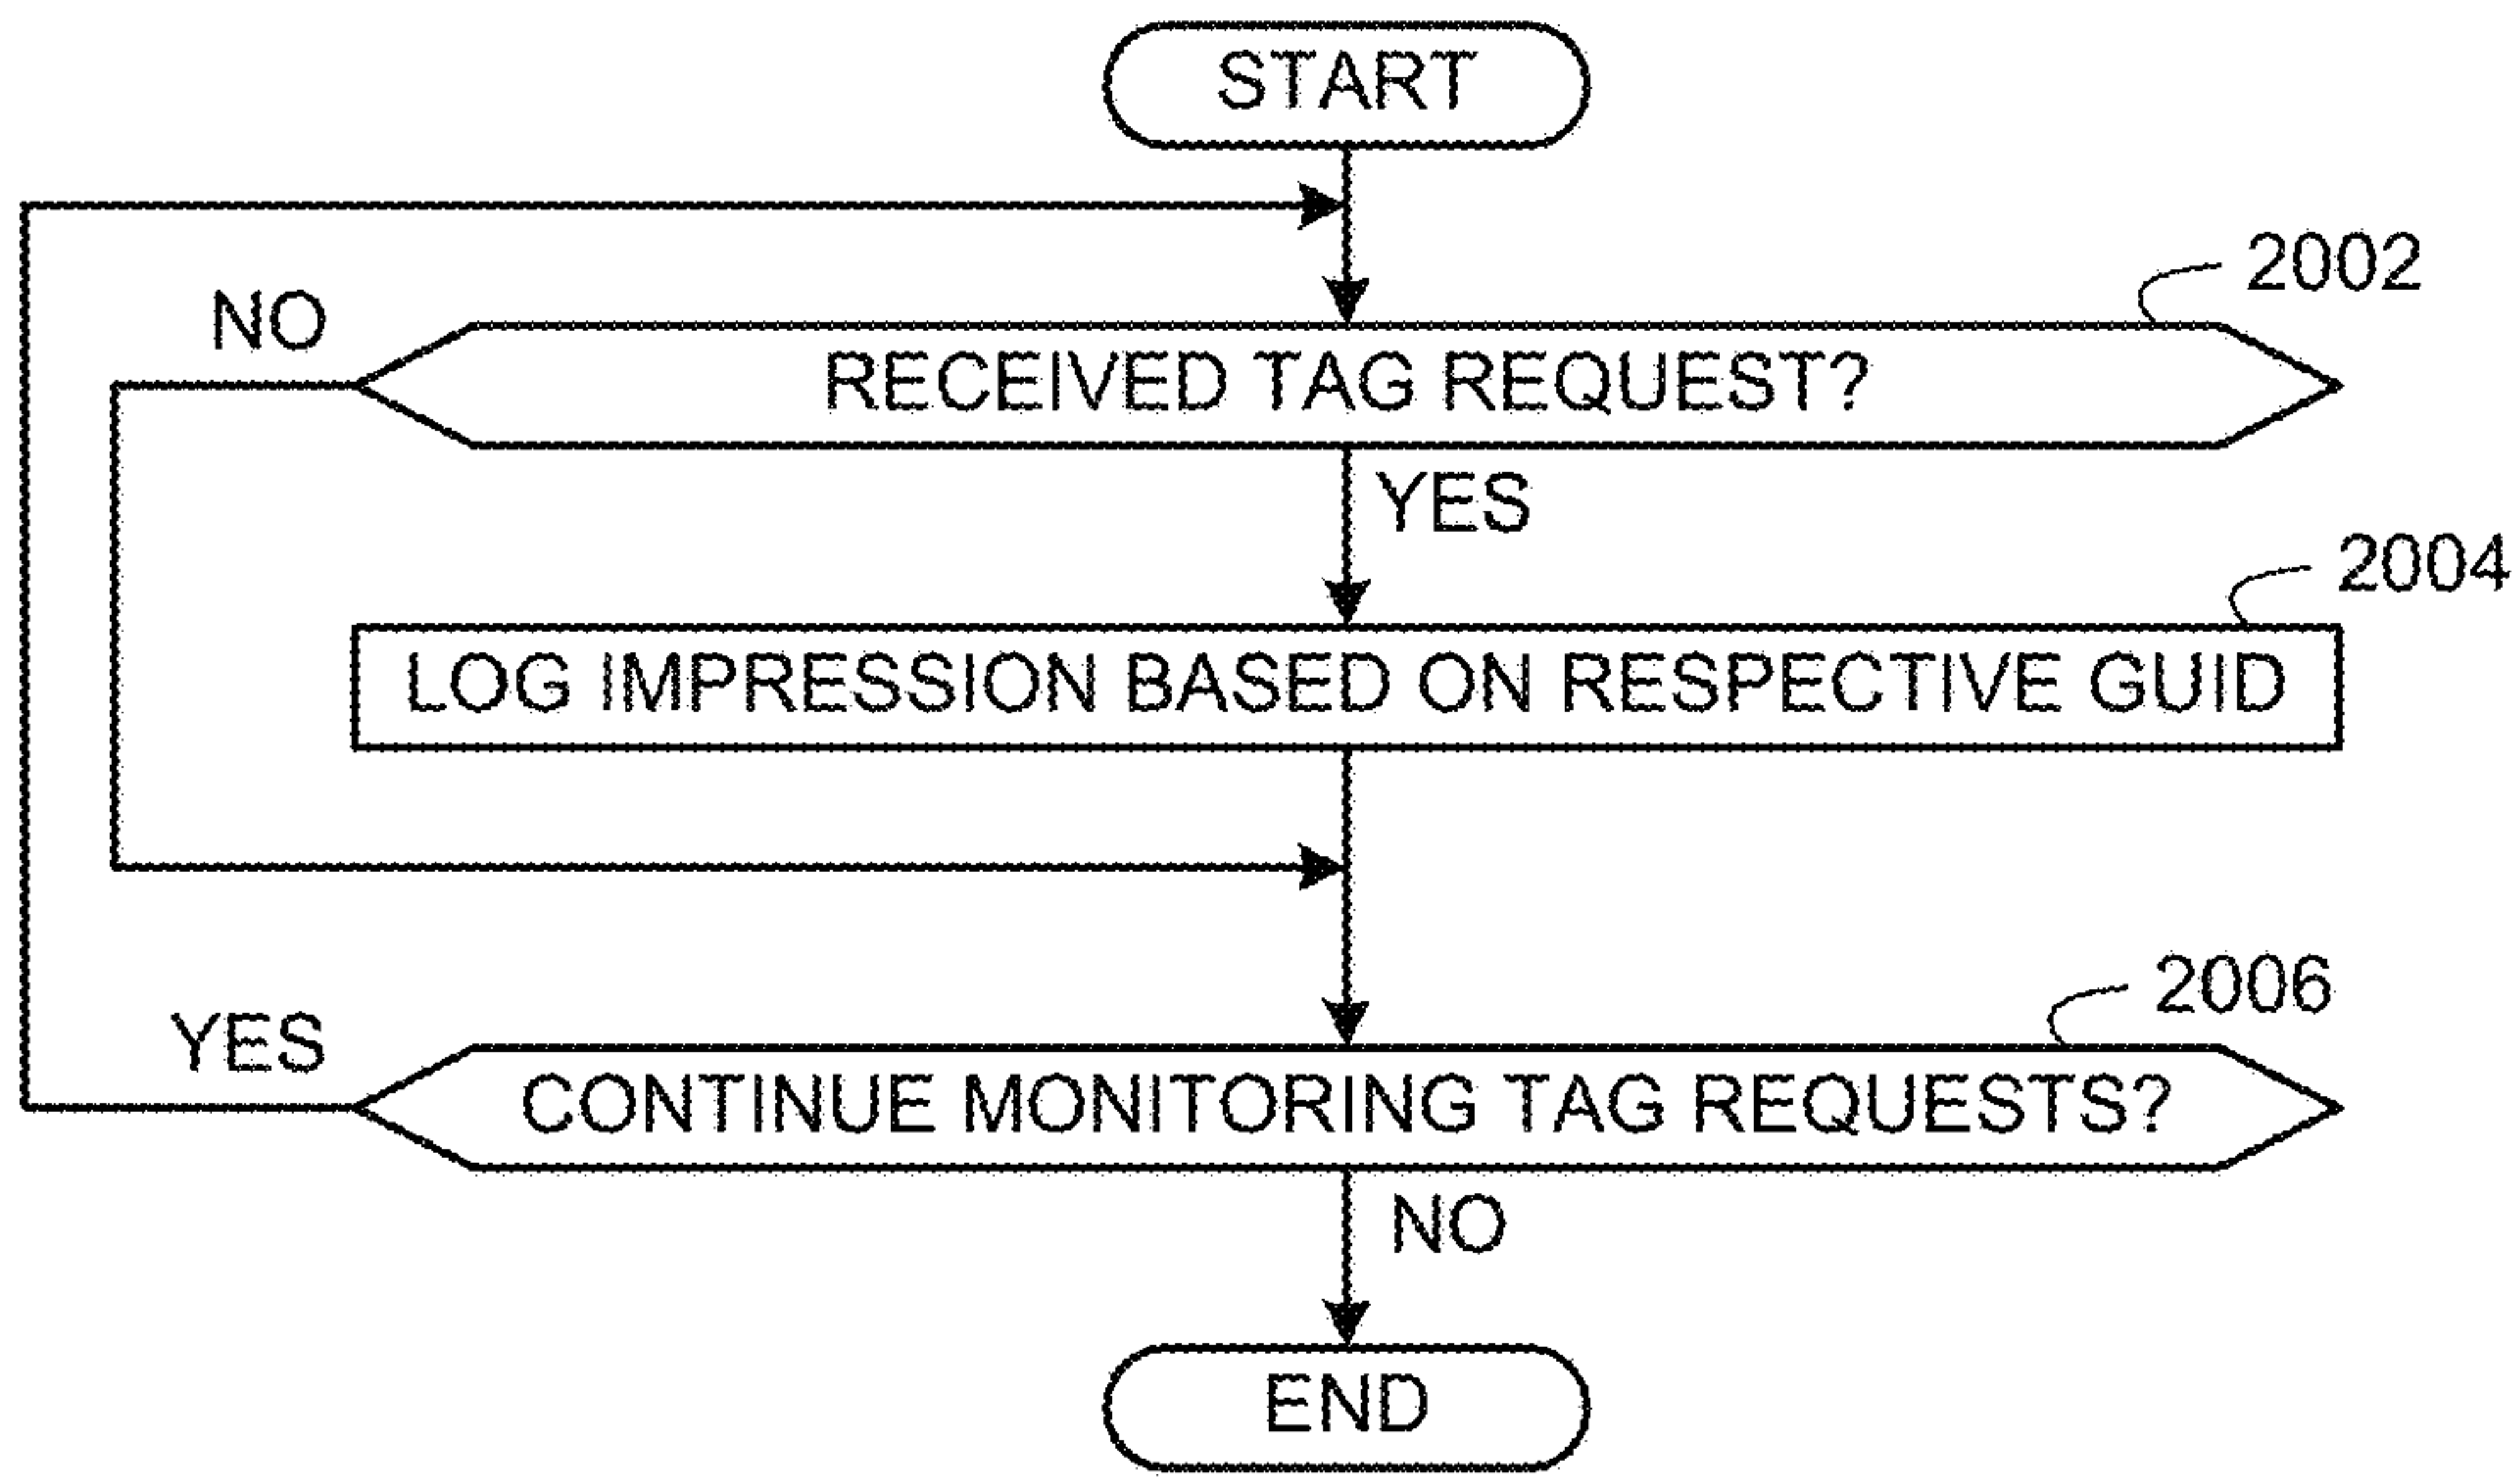 START
2002
NO
RECEIVED TAG REQUEST?
YES
2004
LOG IMPRESSION BASED ON RESPECTIVE GUID
2006
YES
CONTINUE MONITORING TAG REQUESTS?
NO
END